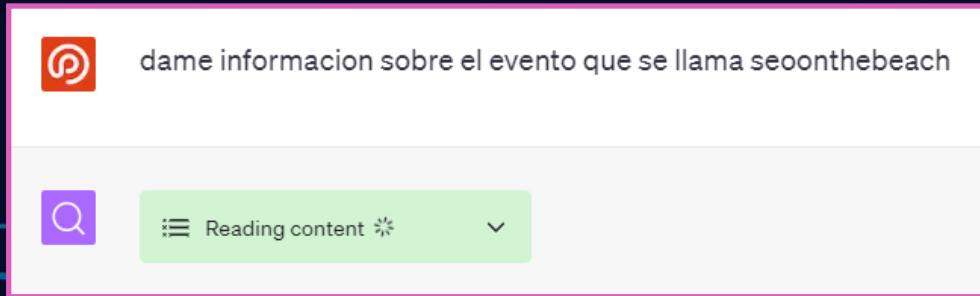 dame informacion sobre el evento que se llama seoonthebeach
Reading content